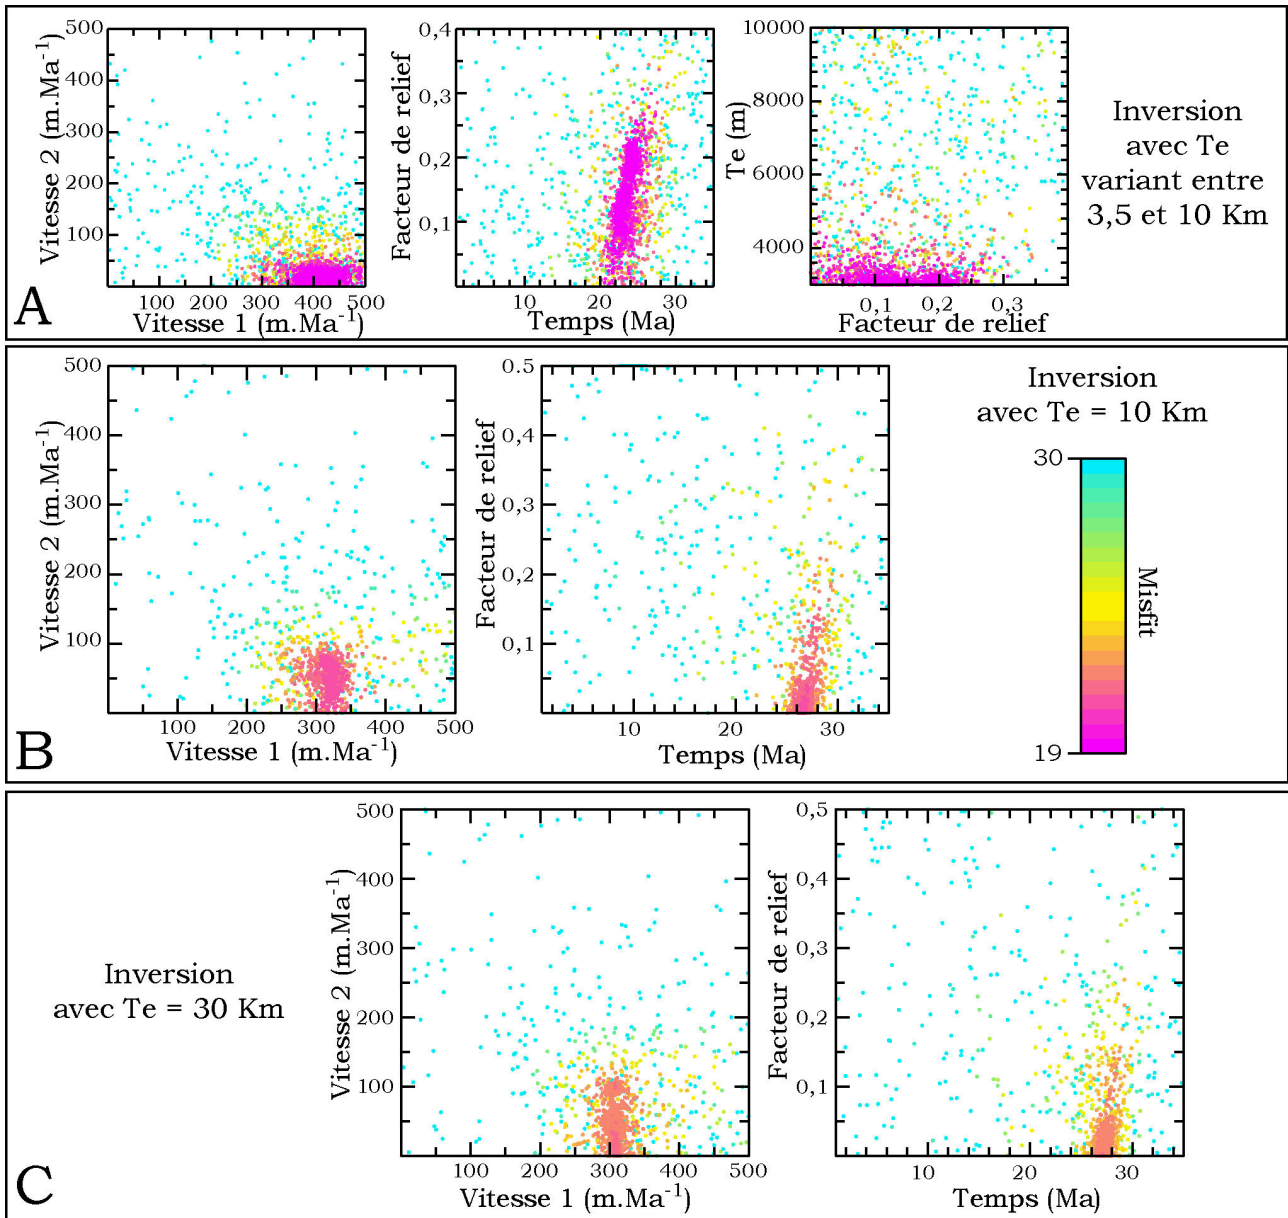 500
400
300
200
100
Vitesse 2 (m.Ma-1)
100 200 300 400 500
Vitesse 1 (m.Ma-1)
0,4
0,3
0,2
0,1
Facteur de relief
10 20 30
Temps (Ma)
10000
8000
6000
4000
Te (m)
0,1 0,2 0,3
Facteur de relief
Inversion
avec Te
variant entre
3,5 et 10 Km
A
500
400
300
200
100
Vitesse 2 (m.Ma-1)
100 200 300 400 500
Vitesse 1 (m.Ma-1)
0,5
0,4
0,3
0,2
0,1
Facteur de relief
10 20 30
Temps (Ma)
Inversion
avec Te = 10 Km
30
19
Misfit
B
Inversion
avec Te = 30 Km
500
400
300
200
100
Vitesse 2 (m.Ma-1)
100 200 300 400 500
Vitesse 1 (m.Ma-1)
0,5
0,4
0,3
0,2
0,1
Facteur de relief
10 20 30
Temps (Ma)
C